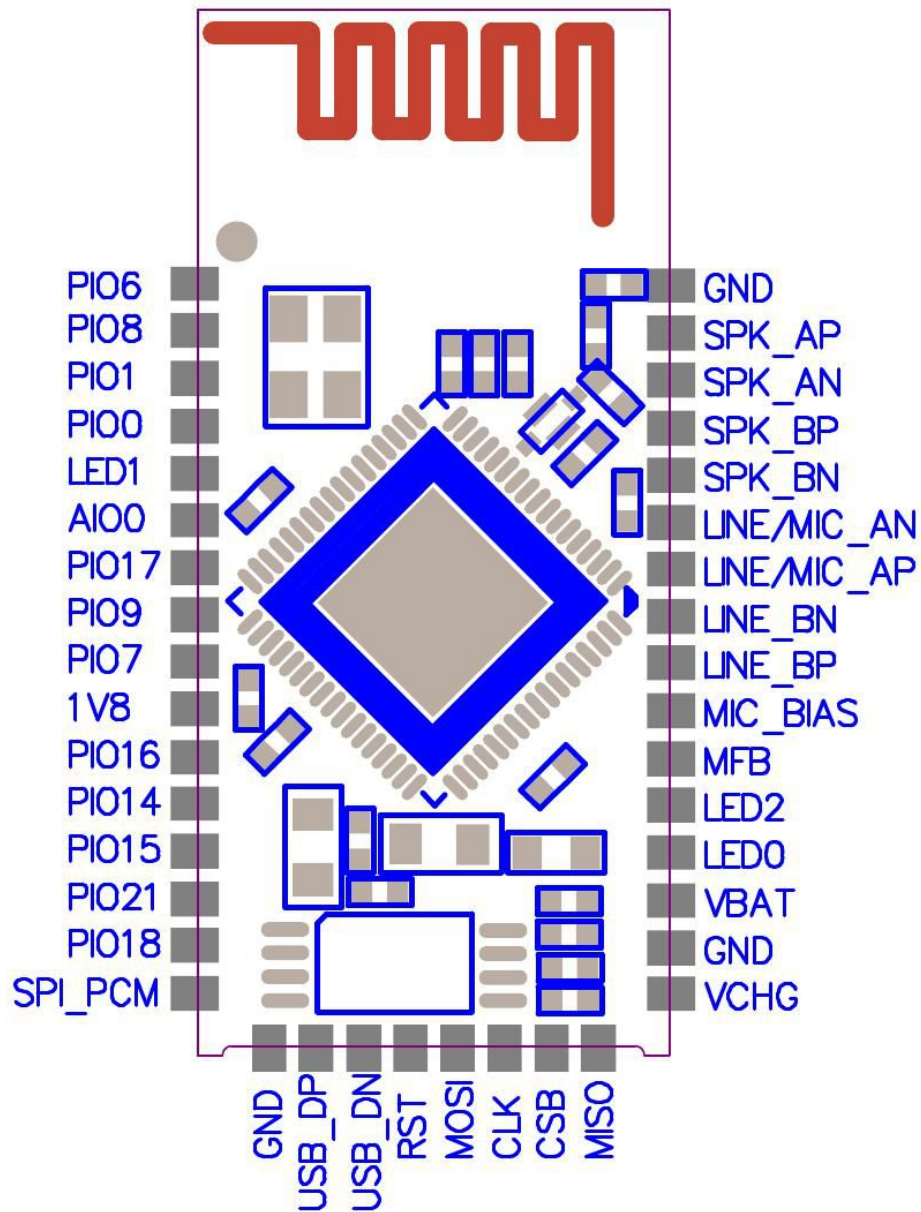 PIO6
PIO8
PIO1
PIO0
LED1
AIO0
PIO17
PIO9
PIO7
1V8
PIO16
PIO14
PIO15
PIO21
PIO18
SPI_PCM
GND
SPK_AP
SPK_AN
SPK_BP
SPK_BN
LINE/MIC_AN
LINE/MIC_AP
LINE_BN
LINE_BP
MIC_BIAS
MFB
LED2
LED0
VBAT
GND
VCHG
GND
USB_DP
USB_DN
RST
MOSI
CLK
CSB
MISO